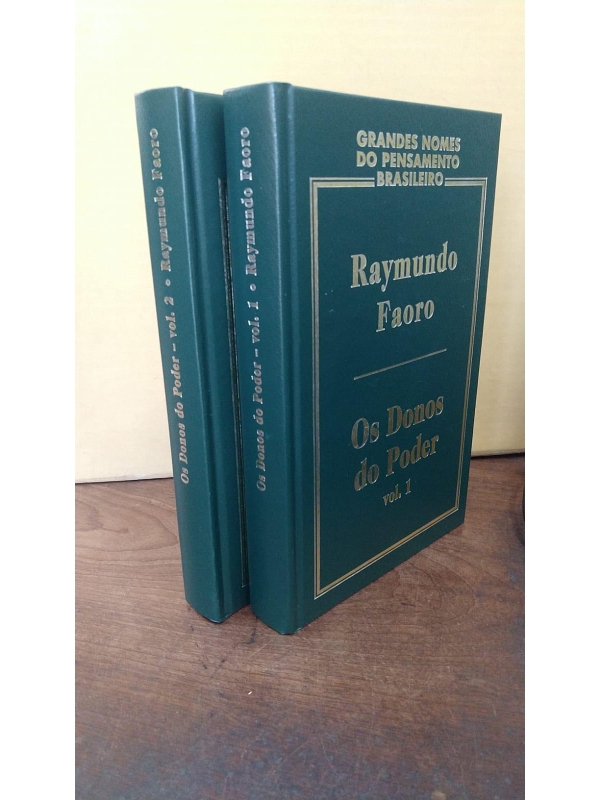 GRANDES NOMES
DO PENSAMENTO
BRASILEIRO
Raymundo
Faoro
Os Donos
do Poder
vol. 1
Os Donos do Poder – vol. 1 • Raymundo Faoro
Os Donos do Poder – vol. 2 • Raymundo Faoro